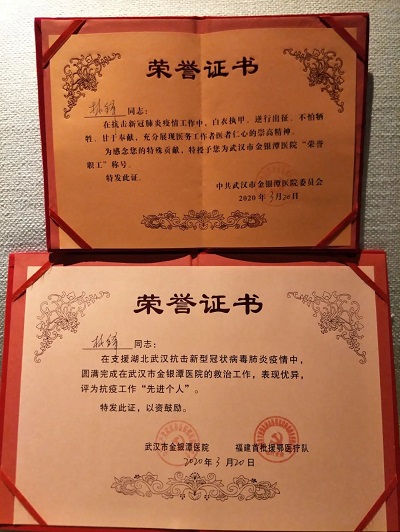 荣誉证书
同志：
在抗击新冠肺炎疫情工作中，白衣执甲、逆行出征、不怕牺
牲、甘于奉献，充分展现医务工作者医者仁心的崇高精神。
为感念您的特殊贡献，特授予您为武汉市金银潭医院“荣誉
职工”称号。
特发此证。
中共武汉市金银潭医院委员会
2020年3月20日
荣誉证书
同志：
在支援湖北武汉抗击新型冠状病毒肺炎疫情中，
圆满完成在武汉市金银潭医院的救治工作，表现优异，
评为抗疫工作“先进个人”。
特发此证，以资鼓励。
武汉市金银潭医院 福建首批援鄂医疗队
2020年3月20日